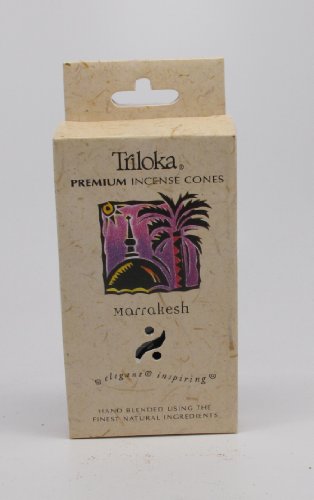 Triloka®
PREMIUM INCENSE CONES
Marrakesh
elegant inspiring
HAND BLENDED USING THE
FINEST NATURAL INGREDIENTS